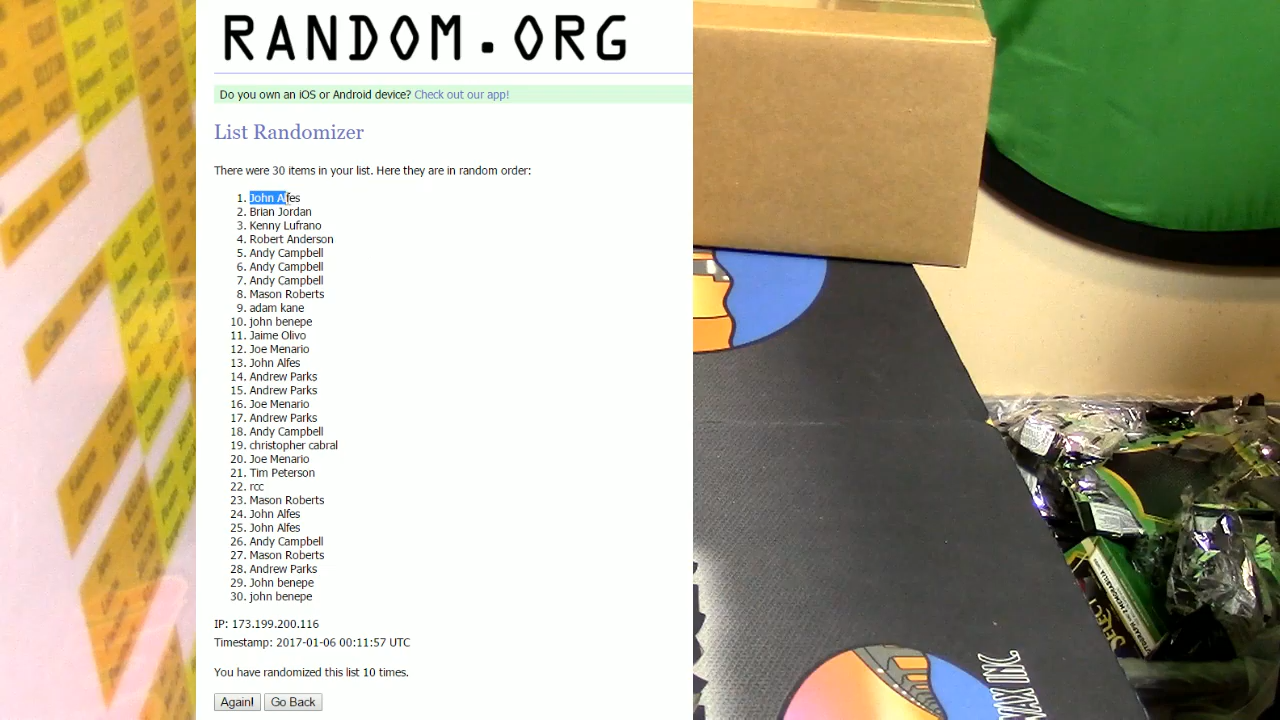 RANDOM.ORG
Do you own an iOS or Android device? Check out our app!
List Randomizer
There were 30 items in your list. Here they are in random order:
1. John Alfes
2. Brian Jordan
3. Kenny Lufrano
4. Robert Anderson
5. Andy Campbell
6. Andy Campbell
7. Andy Campbell
8. Mason Roberts
9. adam kane
10. john benepe
11. Jaime Olivo
12. Joe Menario
13. John Alfes
14. Andrew Parks
15. Andrew Parks
16. Joe Menario
17. Andrew Parks
18. Andy Campbell
19. christopher cabral
20. Joe Menario
21. Tim Peterson
22. rcc
23. Mason Roberts
24. John Alfes
25. John Alfes
26. Andy Campbell
27. Mason Roberts
28. Andrew Parks
29. John benepe
30. john benepe
IP: 173.199.200.116
Timestamp: 2017-01-06 00:11:57 UTC
You have randomized this list 10 times.
Again! Go Back
SELECT
INC